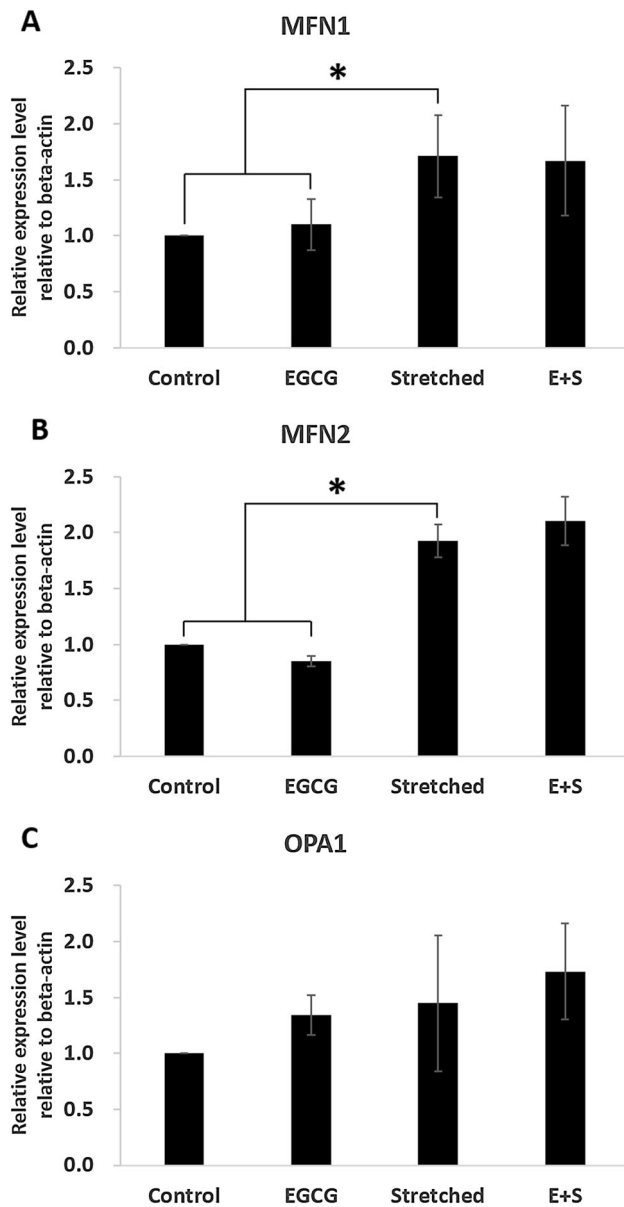 A
MFN1
Relative expression level
relative to beta-actin
2.5
2.0
1.5
1.0
0.5
0.0
*
Control EGCG Stretched E+S
B
MFN2
Relative expression level
relative to beta-actin
2.5
2.0
1.5
1.0
0.5
0.0
*
Control EGCG Stretched E+S
C
OPA1
Relative expression level
relative to beta-actin
2.5
2.0
1.5
1.0
0.5
0.0
Control EGCG Stretched E+S